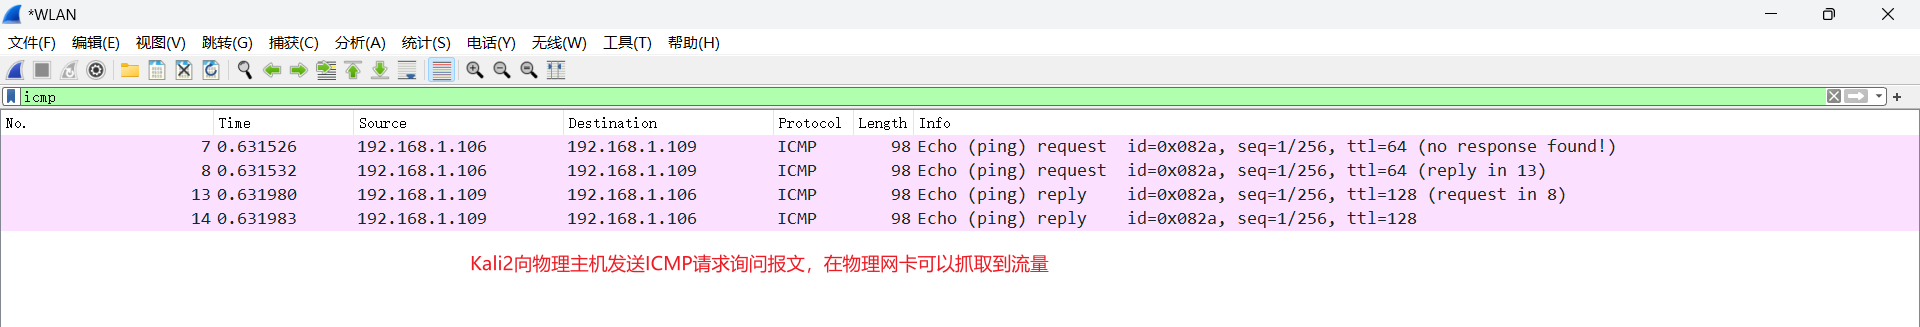 *WLAN
文件(F) 编辑(E) 视图(V) 跳转(G) 捕获(C) 分析(A) 统计(S) 电话(Y) 无线(W) 工具(T) 帮助(H)
icmp
No. Time Source Destination Protocol Length Info
7 0.631526 192.168.1.106 192.168.1.109 ICMP 98 Echo (ping) request id=0x082a, seq=1/256, ttl=64 (no response found!)
8 0.631532 192.168.1.106 192.168.1.109 ICMP 98 Echo (ping) request id=0x082a, seq=1/256, ttl=64 (reply in 13)
13 0.631980 192.168.1.109 192.168.1.106 ICMP 98 Echo (ping) reply id=0x082a, seq=1/256, ttl=128 (request in 8)
14 0.631983 192.168.1.109 192.168.1.106 ICMP 98 Echo (ping) reply id=0x082a, seq=1/256, ttl=128
Kali2向物理主机发送ICMP请求询问报文，在物理网卡可以抓取到流量